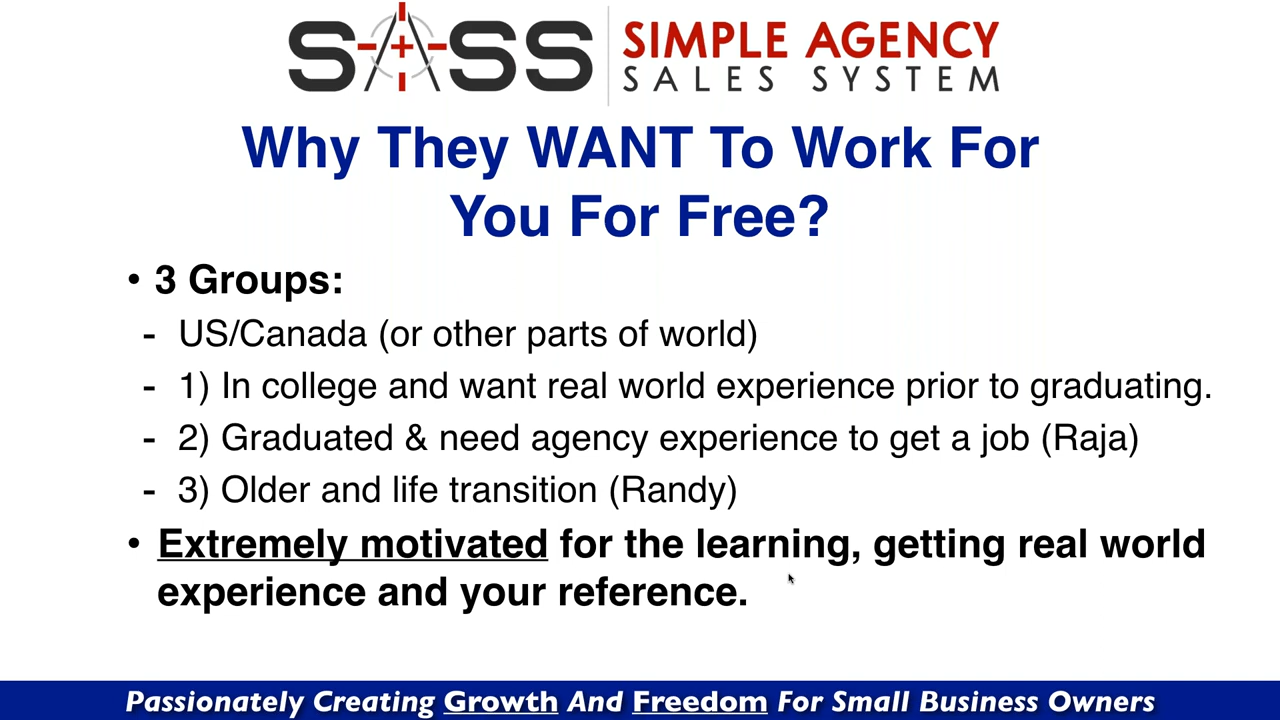 SASS SIMPLE AGENCY
SALES SYSTEM
Why They WANT To Work For
You For Free?
• 3 Groups:
- US/Canada (or other parts of world)
- 1) In college and want real world experience prior to graduating.
- 2) Graduated & need agency experience to get a job (Raja)
- 3) Older and life transition (Randy)
• Extremely motivated for the learning, getting real world
experience and your reference.
Passionately Creating Growth And Freedom For Small Business Owners